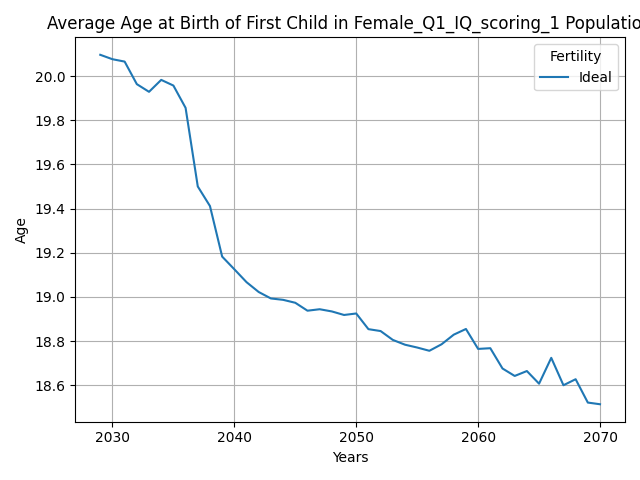 Average Age at Birth of First Child in Female_Q1_IQ_scoring_1 Populatio
Fertility
Ideal
20.0
19.8
19.6
19.4
19.2
19.0
18.8
18.6
Age
2030 2040 2050 2060 2070
Years